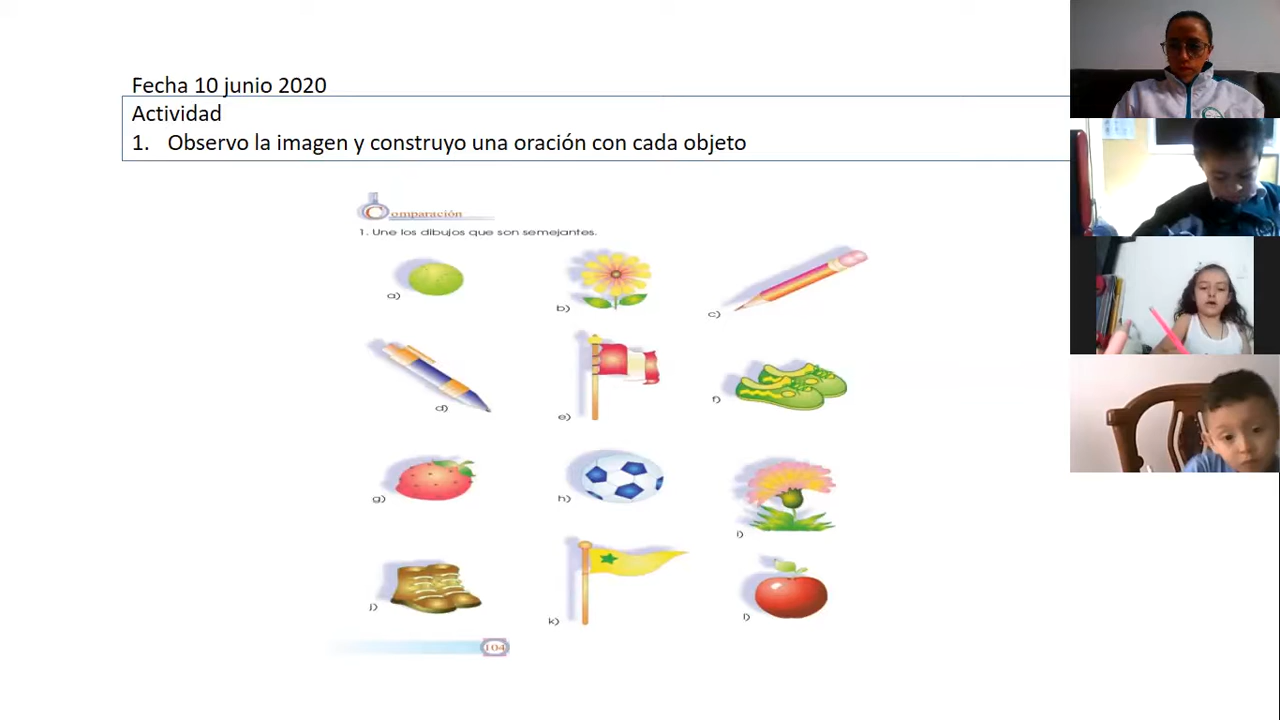 Fecha 10 junio 2020
Actividad
1. Observo la imagen y construyo una oración con cada objeto
Comparación
1. Une los dibujos que son semejantes.
a)
b)
c)
d)
e)
f)
g)
h)
i)
j)
k)
l)
104